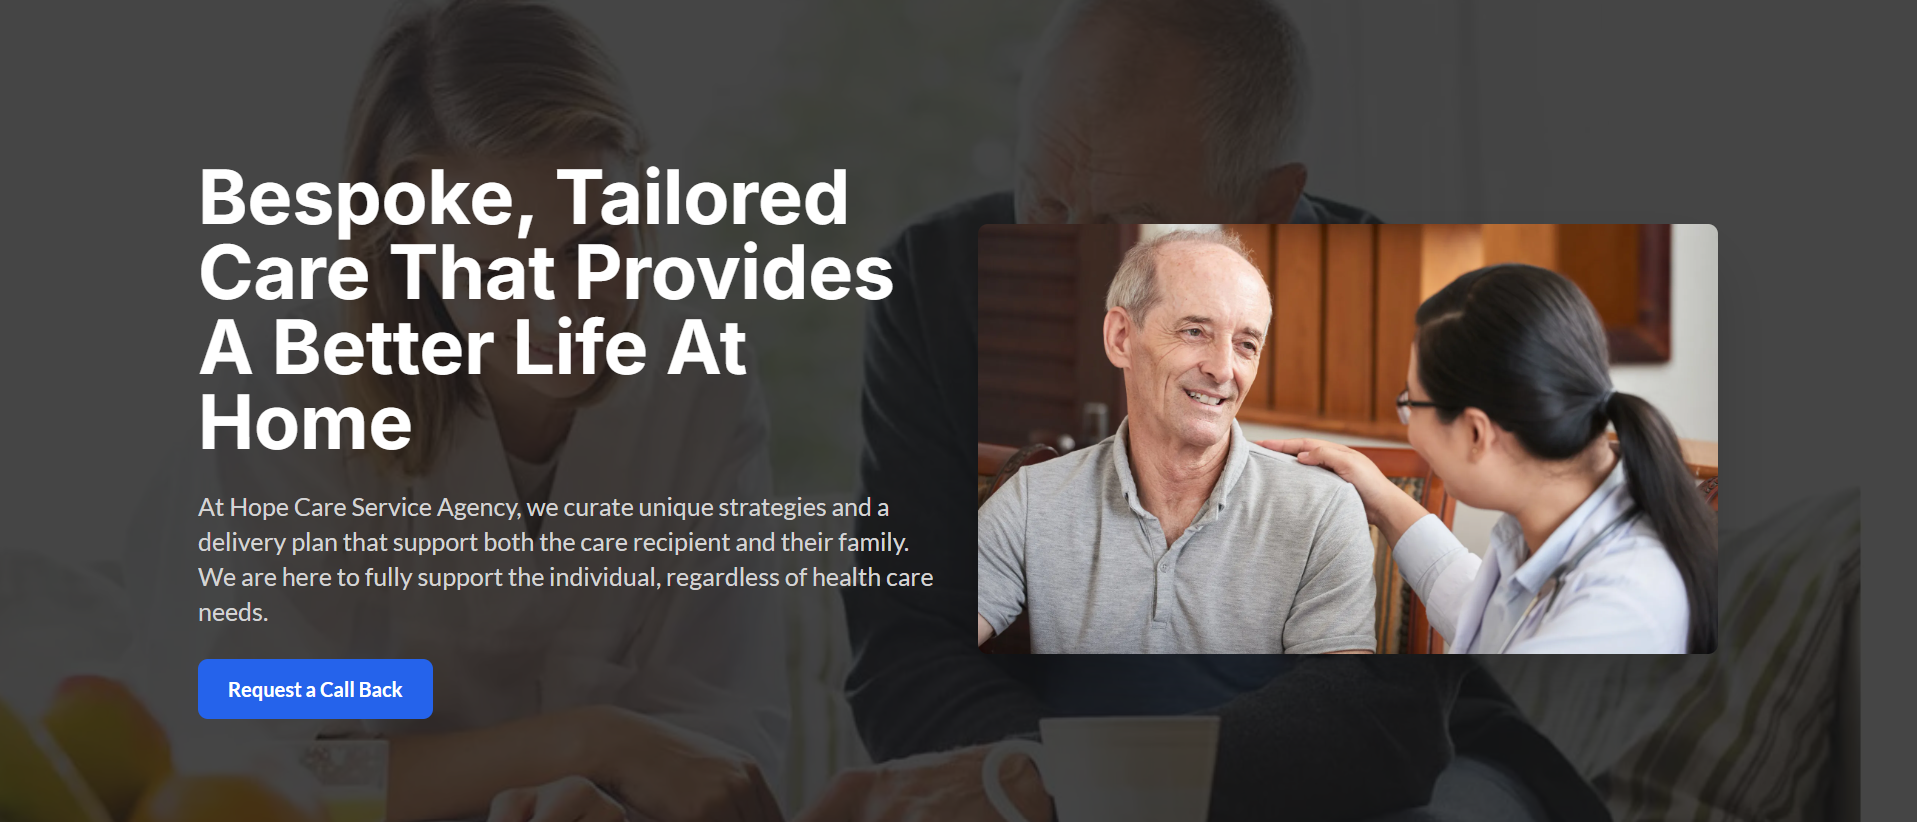 Bespoke, Tailored
Care That Provides
A Better Life At
Home
At Hope Care Service Agency, we curate unique strategies and a
delivery plan that support both the care recipient and their family.
We are here to fully support the individual, regardless of health care
needs.
Request a Call Back